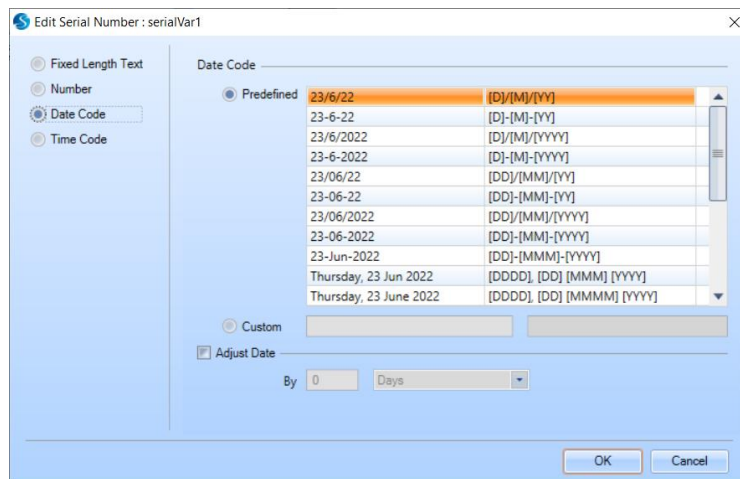 Edit Serial Number : serialVar1
Fixed Length Text
Number
Date Code
Time Code
Date Code
Predefined
23/6/22 [D]/[M]/[YY]
23-6-22 [D]-[M]-[YY]
23/6/2022 [D]/[M]/[YYYY]
23-6-2022 [D]-[M]-[YYYY]
23/06/22 [DD]/[MM]/[YY]
23-06-22 [DD]-[MM]-[YY]
23/06/2022 [DD]/[MM]/[YYYY]
23-06-2022 [DD]-[MM]-[YYYY]
23-Jun-2022 [DD]-[MMM]-[YYYY]
Thursday, 23 Jun 2022 [DDDD], [DD] [MMM] [YYYY]
Thursday, 23 June 2022 [DDDD], [DD] [MMMM] [YYYY]
Custom
Adjust Date
By 0 Days
OK Cancel